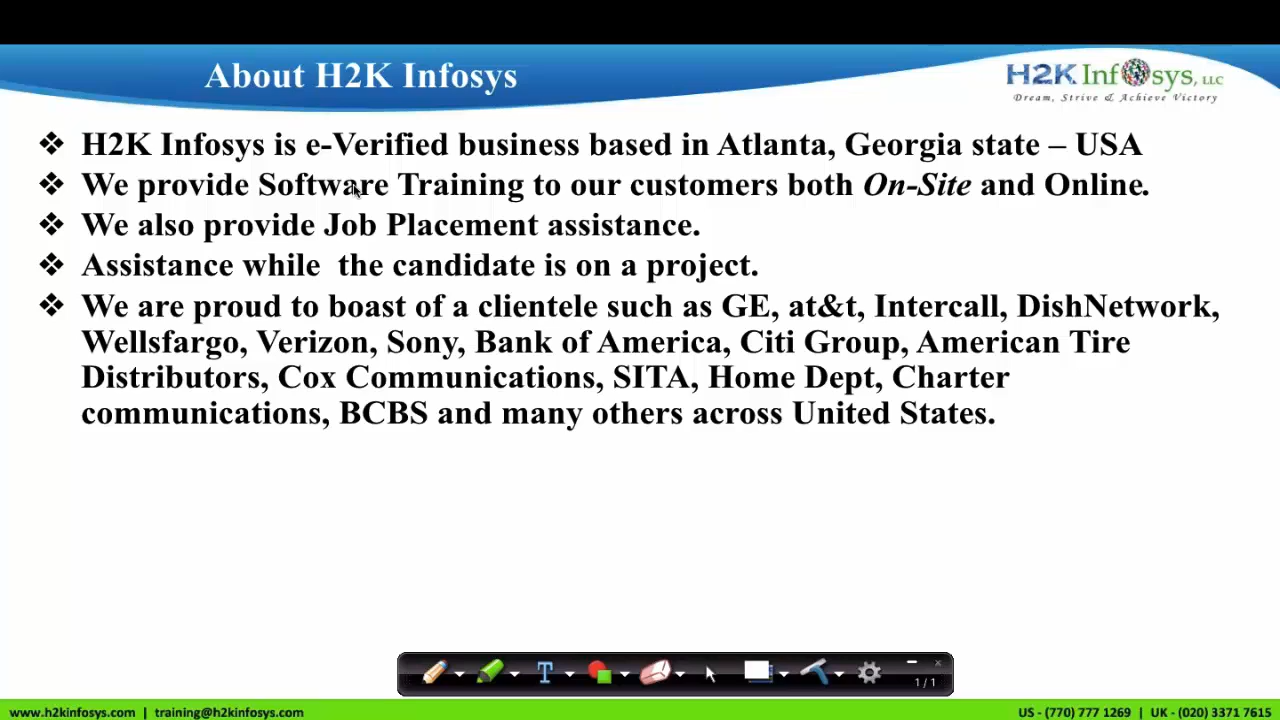 About H2K Infosys
H2K Infosys, LLC
Dream, Strive & Achieve Victory
❖ H2K Infosys is e-Verified business based in Atlanta, Georgia state – USA
❖ We provide Software Training to our customers both On-Site and Online.
❖ We also provide Job Placement assistance.
❖ Assistance while the candidate is on a project.
❖ We are proud to boast of a clientele such as GE, at&t, Intercall, DishNetwork,
Wellsfargo, Verizon, Sony, Bank of America, Citi Group, American Tire
Distributors, Cox Communications, SITA, Home Dept, Charter
communications, BCBS and many others across United States.
T
1 / 1
www.h2kinfosys.com | training@h2kinfosys.com
US - (770) 777 1269 | UK - (020) 3371 7615